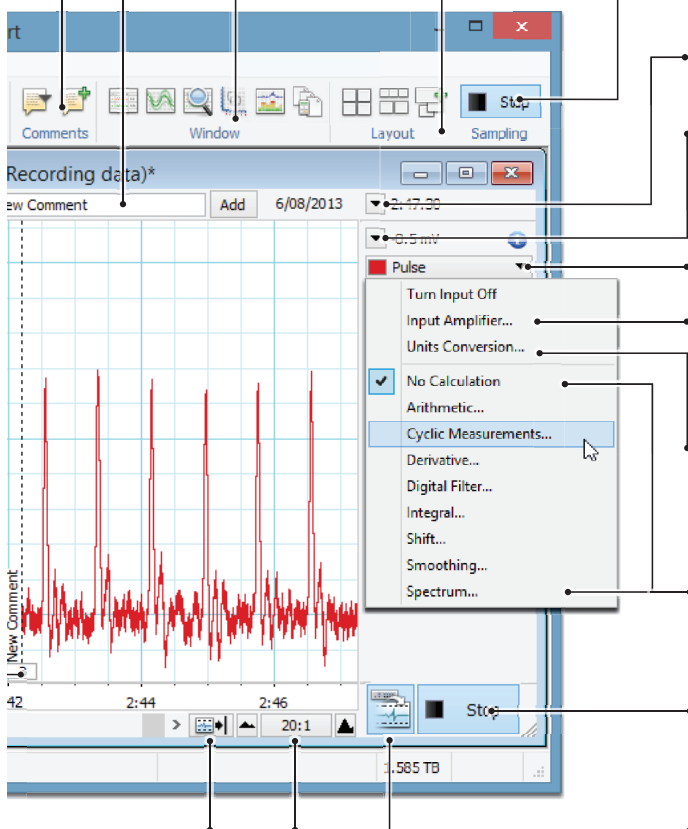 rt
Stop
Comments Window Layout Sampling
Recording data)*
ew Comment Add 6/08/2013 2:47.30
-0.5 mV
Pulse
Turn Input Off
Input Amplifier...
Units Conversion...
No Calculation
Arithmetic...
Cyclic Measurements...
Derivative...
Digital Filter...
Integral...
Shift...
Smoothing...
Spectrum...
New Comment
42 2:44 2:46
20:1
Stop
1.585 TB